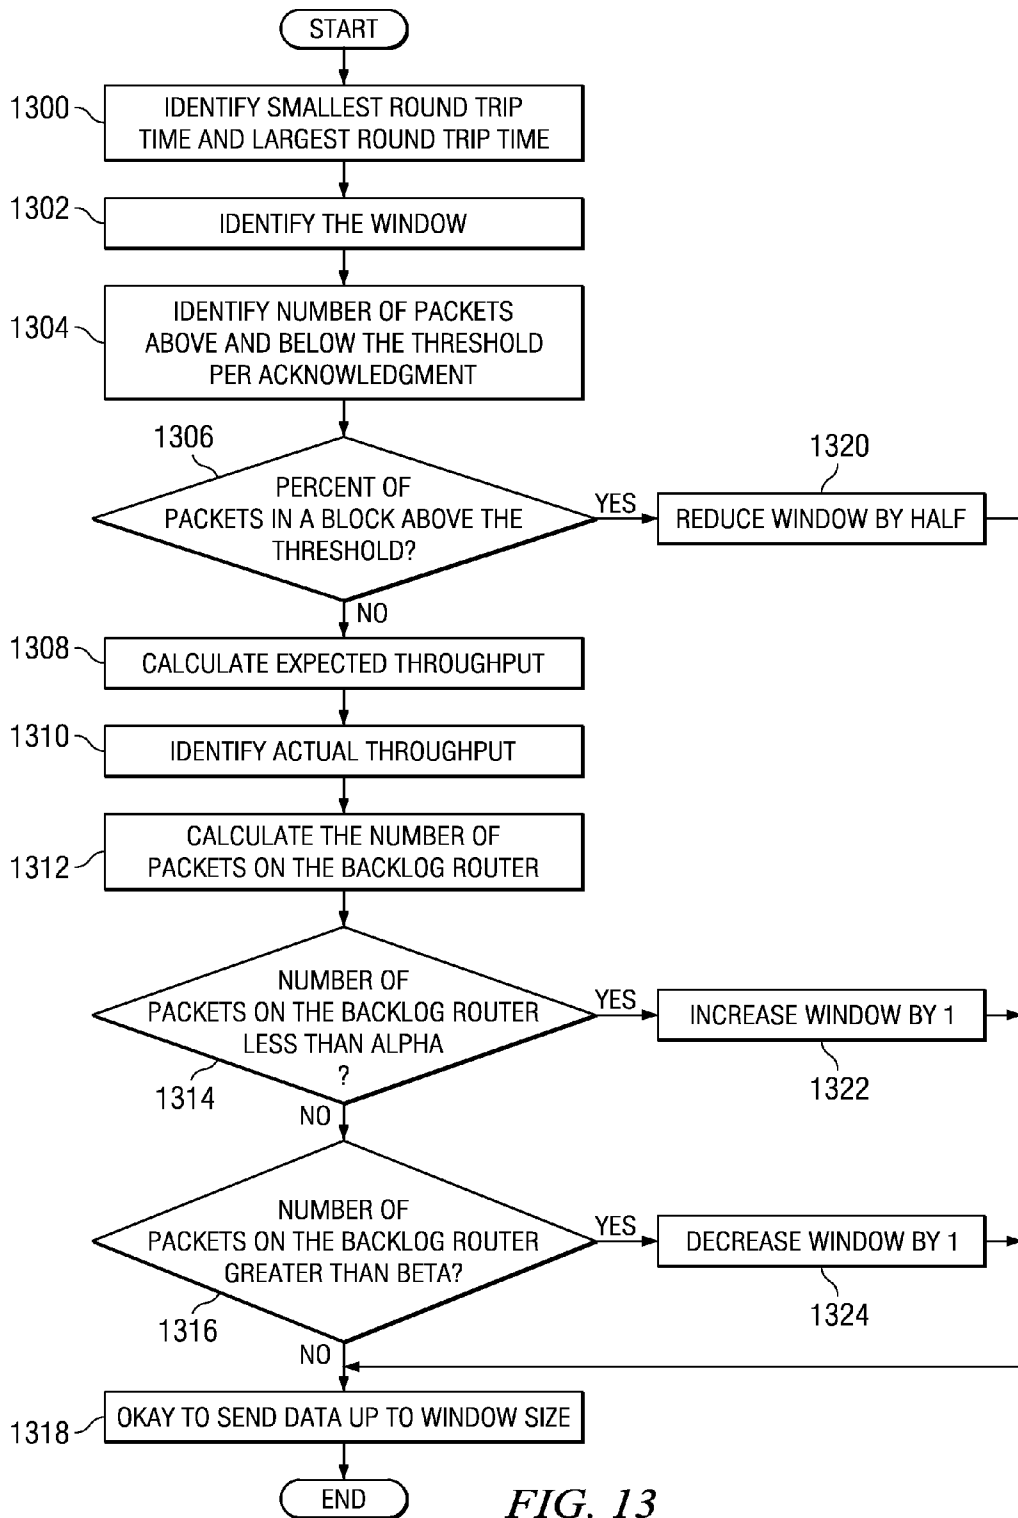 START
1300
IDENTIFY SMALLEST ROUND TRIP
TIME AND LARGEST ROUND TRIP TIME
1302
IDENTIFY THE WINDOW
1304
IDENTIFY NUMBER OF PACKETS
ABOVE AND BELOW THE THRESHOLD
PER ACKNOWLEDGMENT
1306
PERCENT OF
PACKETS IN A BLOCK ABOVE THE
THRESHOLD?
YES
1320
REDUCE WINDOW BY HALF
NO
1308
CALCULATE EXPECTED THROUGHPUT
1310
IDENTIFY ACTUAL THROUGHPUT
1312
CALCULATE THE NUMBER OF
PACKETS ON THE BACKLOG ROUTER
NUMBER OF
PACKETS ON THE BACKLOG ROUTER
LESS THAN ALPHA
?
1314
YES
INCREASE WINDOW BY 1
1322
NO
NUMBER OF
PACKETS ON THE BACKLOG ROUTER
GREATER THAN BETA?
1316
YES
DECREASE WINDOW BY 1
1324
NO
1318
OKAY TO SEND DATA UP TO WINDOW SIZE
END
FIG. 13